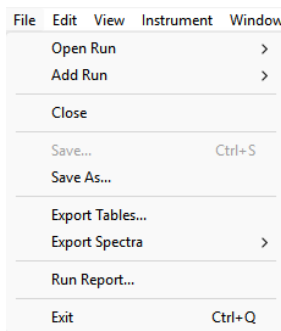 File Edit View Instrument Window
Open Run
Add Run
Close
Save... Ctrl+S
Save As...
Export Tables...
Export Spectra
Run Report...
Exit Ctrl+Q